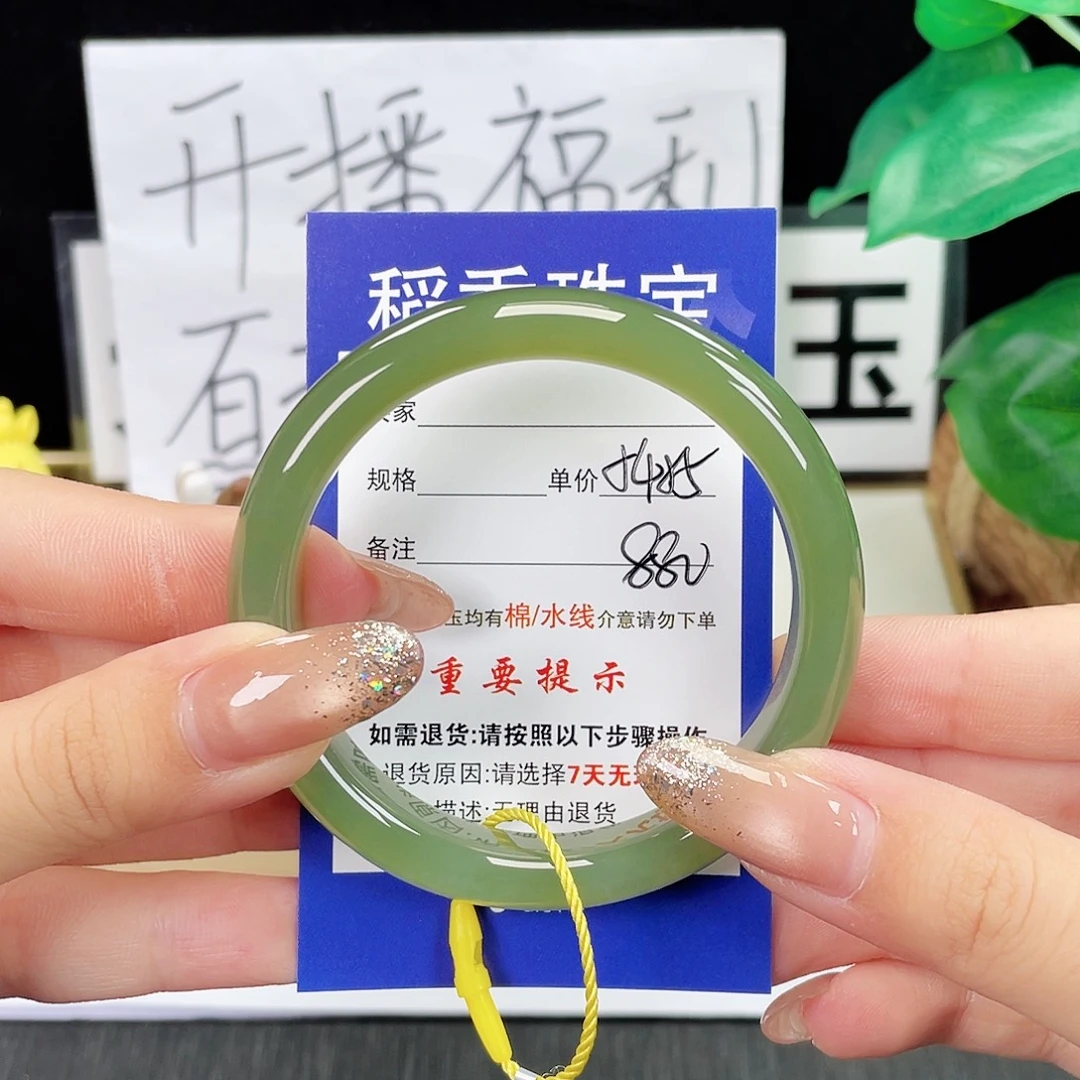 开播福利
百
玉
稻香珠宝
家
规格 单价
备注 880
玉均有棉/水线介意请勿下单
重要提示
如需退货:请按照以下步骤操作
退货原因:请选择7天无
描述:无理由退货